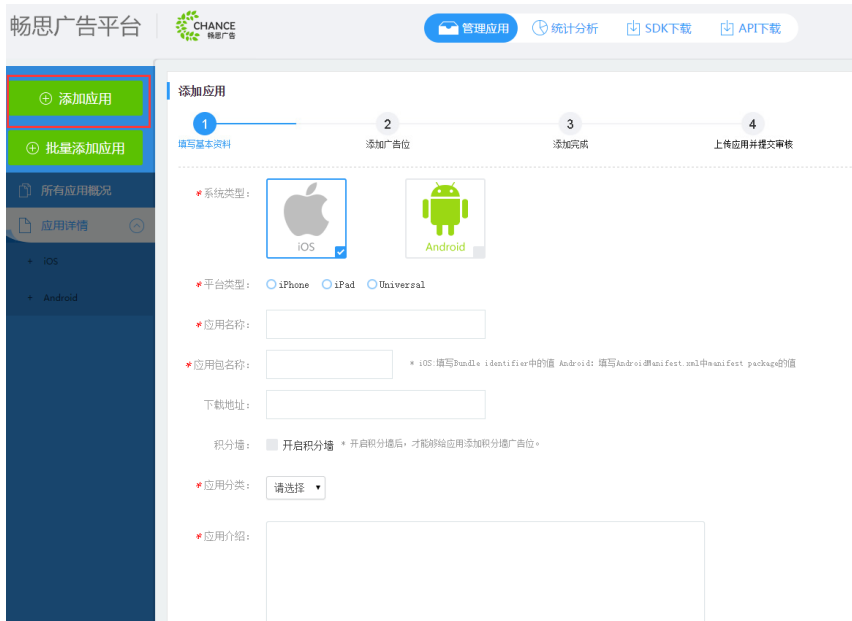 畅思广告平台
CHANCE
畅思广告
管理应用
统计分析
SDK下载
API下载
添加应用
批量添加应用
所有应用概况
应用详情
+ iOS
+ Android
添加应用
1
2
3
4
填写基本资料
添加广告位
添加完成
上传应用并提交审核
*系统类型:
iOS
Android
*平台类型: iPhone iPad Universal
*应用名称:
*应用包名称: * iOS 填写Bundle identifier中的值 Android: 填写AndroidManifest.xml中manifest package的值
下载地址:
积分墙: 开启积分墙 * 开启积分墙后,才能够给应用添加积分墙广告位。
*应用分类: 请选择
*应用介绍: